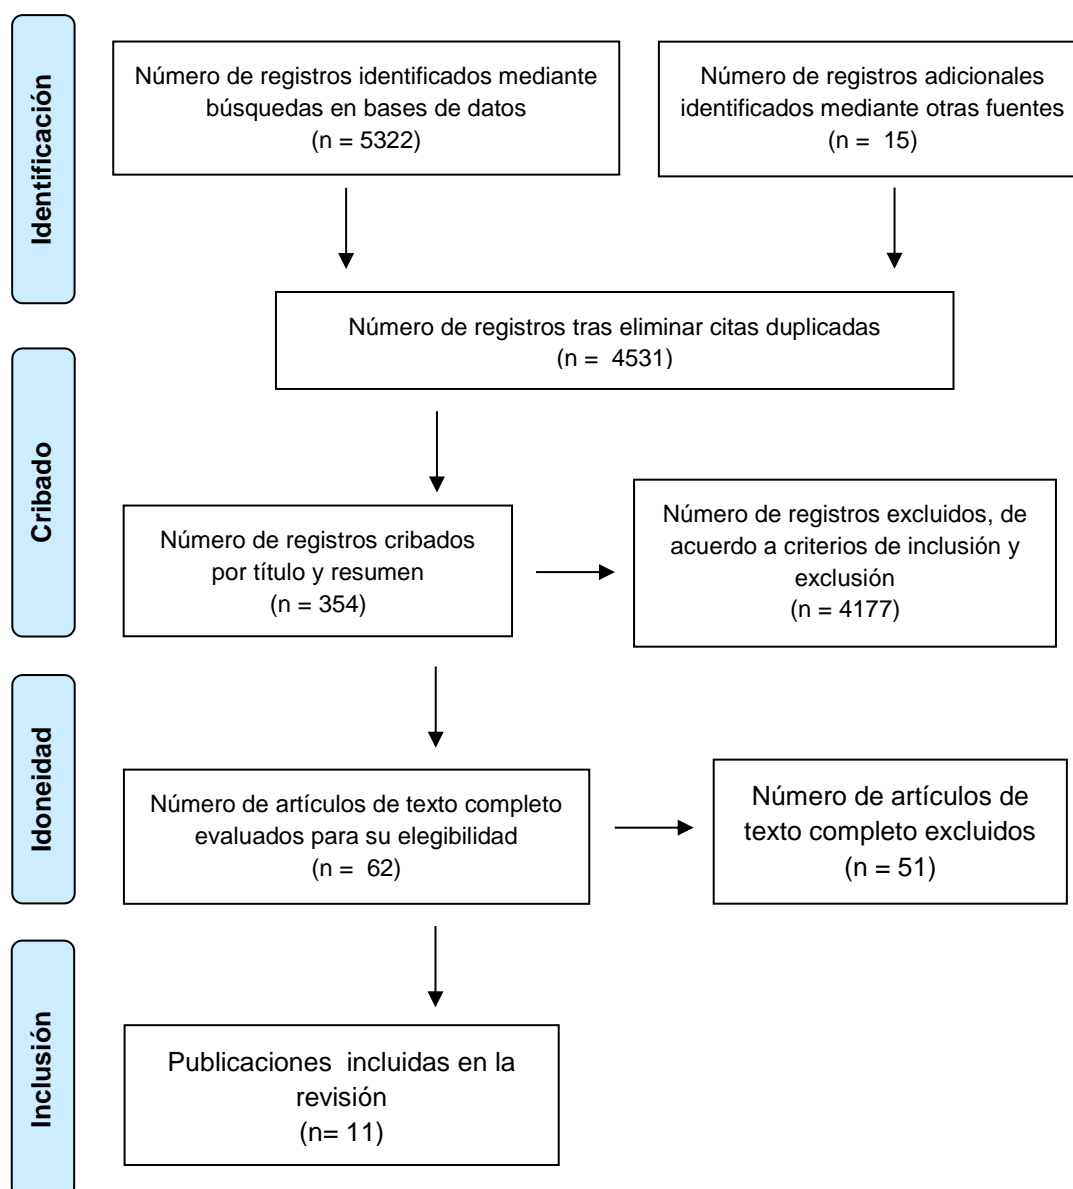 Identificación
Número de registros identificados mediante
búsquedas en bases de datos
(n = 5322)
Número de registros adicionales
identificados mediante otras fuentes
(n = 15)
Número de registros tras eliminar citas duplicadas
(n = 4531)
Cribado
Número de registros cribados
por título y resumen
(n = 354)
Número de registros excluidos, de
acuerdo a criterios de inclusión y
exclusión
(n = 4177)
Idoneidad
Número de artículos de texto completo
evaluados para su elegibilidad
(n = 62)
Número de artículos de
texto completo excluidos
(n = 51)
Inclusión
Publicaciones incluidas en la
revisión
(n= 11)